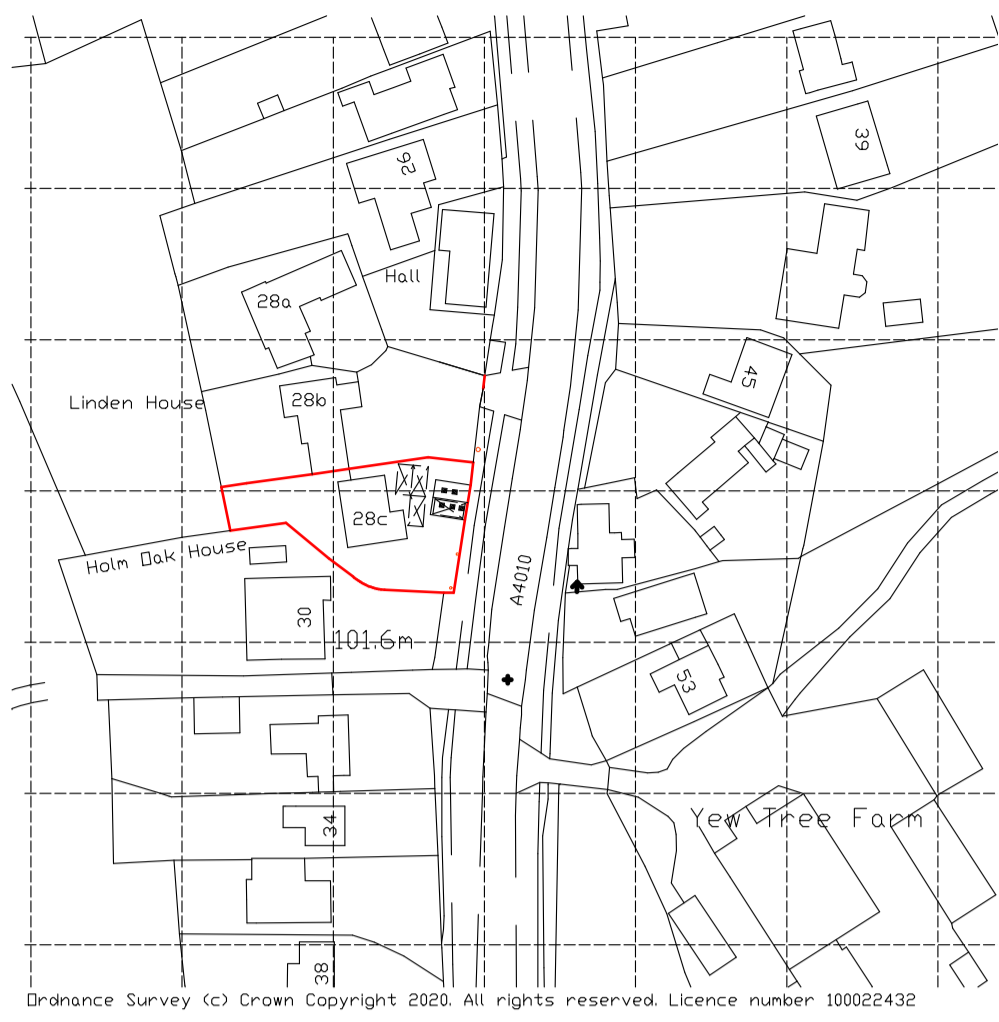 26
39
Hall
28a
45
Linden House
28b
28c
Holm Oak House
A4010
30
101.6m
53
34
Yew Tree Farm
38
Ordnance Survey (c) Crown Copyright 2020. All rights reserved. Licence number 100022432